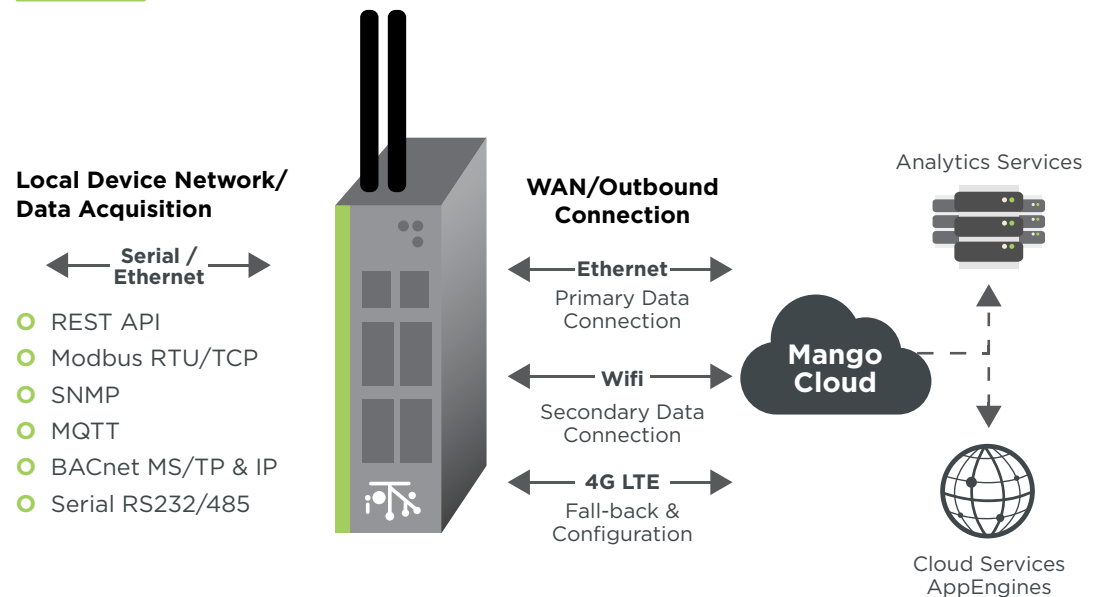 Local Device Network/
Data Acquisition
Serial /
Ethernet
REST API
Modbus RTU/TCP
SNMP
MQTT
BACnet MS/TP & IP
Serial RS232/485
WAN/Outbound
Connection
Ethernet
Primary Data
Connection
Wifi
Secondary Data
Connection
4G LTE
Fall-back &
Configuration
Mango
Cloud
Analytics Services
Cloud Services
AppEngines